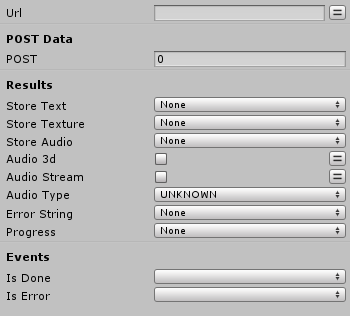 Url
POST Data
POST 0
Results
Store Text None
Store Texture None
Store Audio None
Audio 3d
Audio Stream
Audio Type UNKNOWN
Error String None
Progress None
Events
Is Done
Is Error